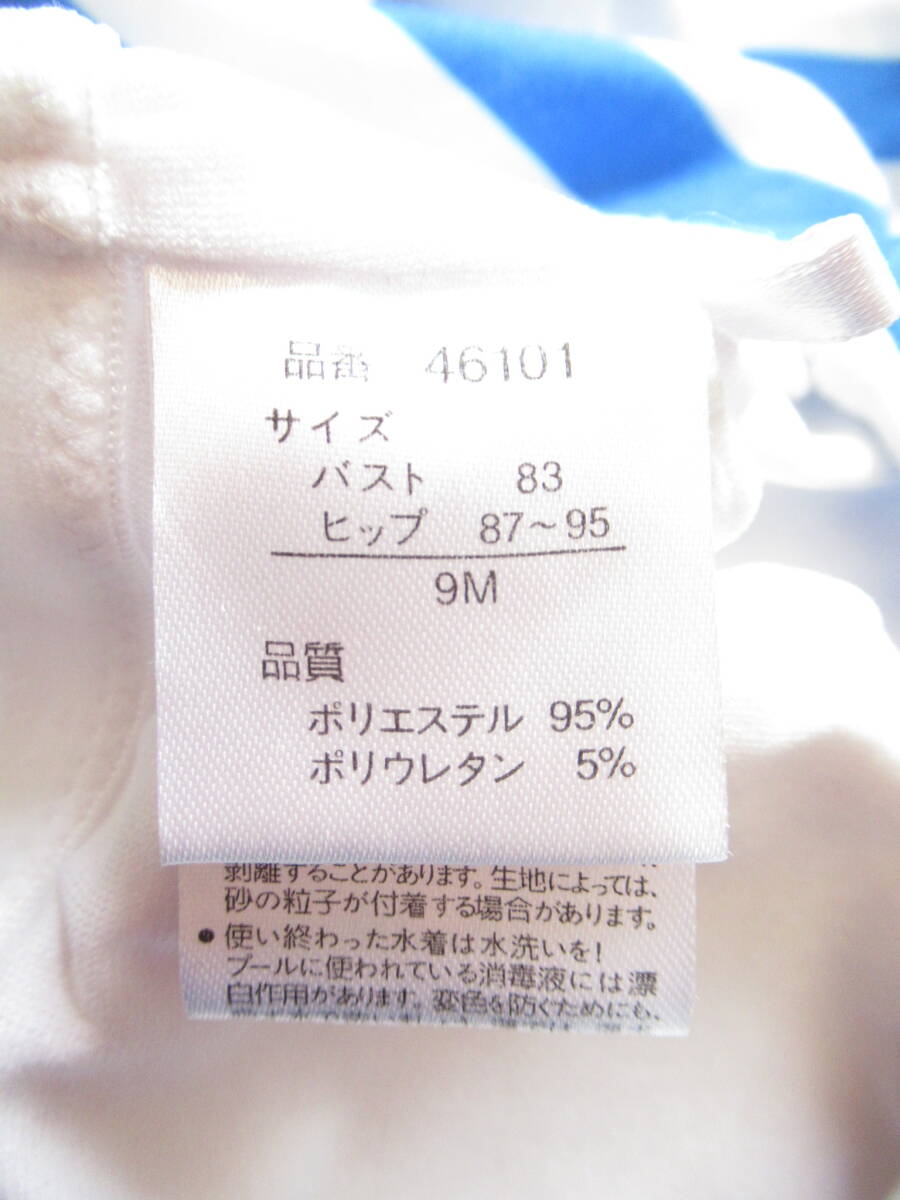 品番 46101
サイズ
バスト 83
ヒップ 87〜95
9M
品質
ポリエステル 95%
ポリウレタン 5%
剥離することがあります。生地によっては、
砂の粒子が付着する場合があります。
● 使い終わった水着は水洗いを!
プールに使われている消毒液には漂
白作用があります。変色を防ぐためにも、